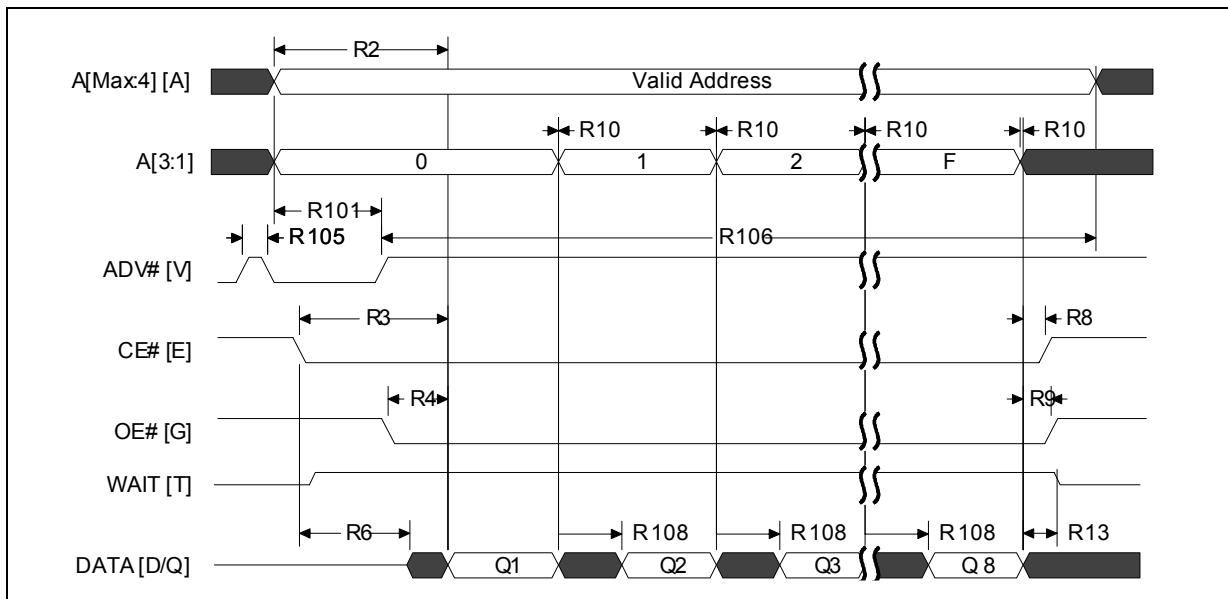 R2
A[Max:4] [A]
Valid Address
R10 R10 R10 R10
A[3:1]
0 1 2 F
R101
R105
R106
ADV# [V]
R3
R8
CE# [E]
R4
R9
OE# [G]
WAIT [T]
R6
R108 R108 R108
R13
DATA [D/Q]
Q1 Q2 Q3 Q 8